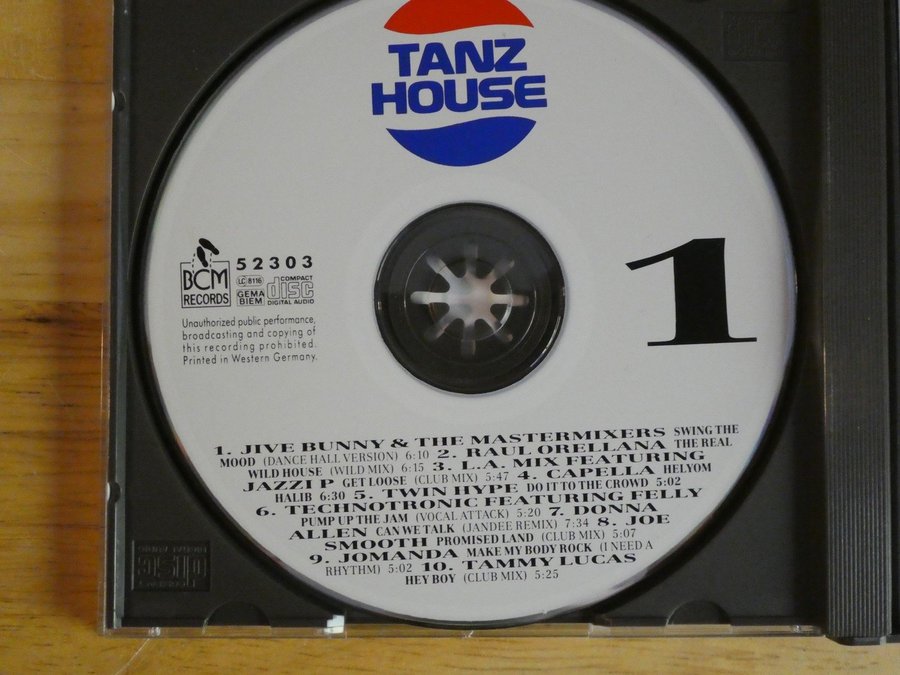 TANZ
HOUSE
BCM
RECORDS
52303
LC 8116
GEMA
BIEM
COMPACT
disc
DIGITAL AUDIO
Unauthorized public performance,
broadcasting and copying of
this recording prohibited.
Printed in Western Germany.
1
1. JIVE BUNNY & THE MASTERMIXERS SWING THE
MOOD (DANCE HALL VERSION) 6:10 2. RAUL ORELLANA THE REAL
WILD HOUSE (WILD MIX) 6:15 3. L.A. MIX FEATURING
JAZZI P GET LOOSE (CLUB MIX) 5:47 4. CAPELLA HELYOM
HALIB 6:30 5. TWIN HYPE DO IT TO THE CROWD 5:02
6. TECHNOTRONIC FEATURING FELLY
PUMP UP THE JAM (VOCAL ATTACK) 5:20 7. DONNA
ALLEN CAN WE TALK (JANDEE REMIX) 7:34 8. JOE
SMOOTH PROMISED LAND (CLUB MIX) 5:07
9. JOMANDA MAKE MY BODY ROCK (I NEED A
RHYTHM) 5:02 10. TAMMY LUCAS
HEY BOY (CLUB MIX) 5:25